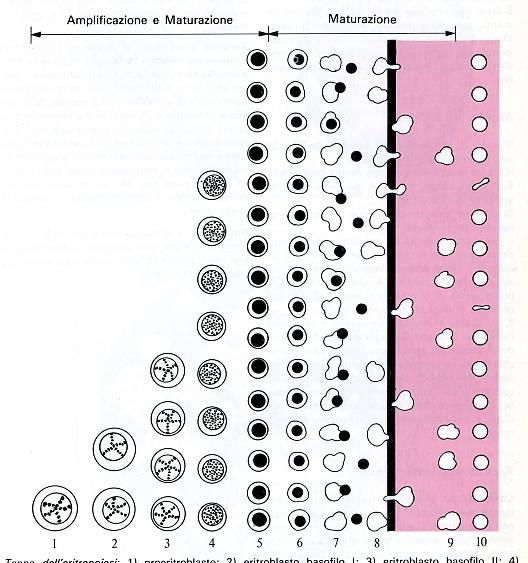 Amplificazione e Maturazione
Maturazione
1 2 3 4 5 6 7 8 9 10
Tappe dell'eritropoiesi: 1) proeritroblasto; 2) eritroblasto basofilo I; 3) eritroblasto basofilo II; 4)